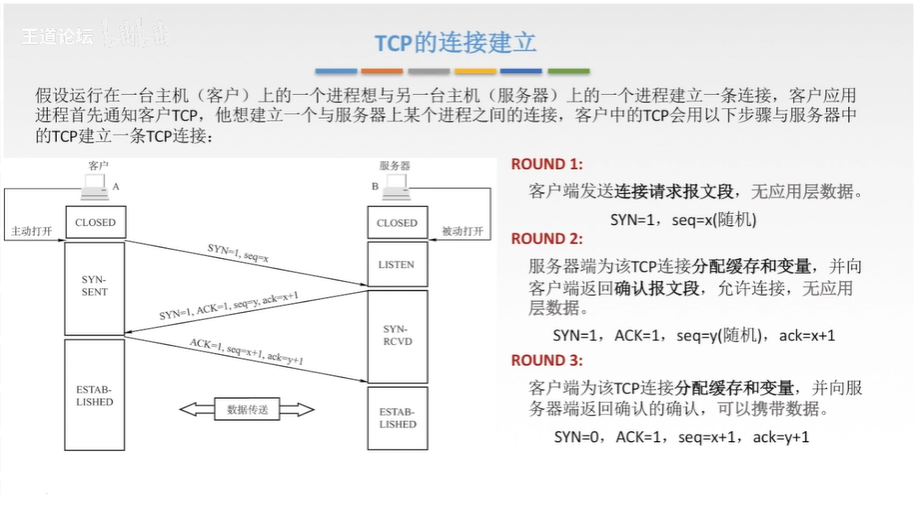 王道论坛
TCP的连接建立
假设运行在一台主机（客户）上的一个进程想与另一台主机（服务器）上的一个进程建立一条连接，客户应用
进程首先通知客户TCP，他想建立一个与服务器上某个进程之间的连接，客户中的TCP会用以下步骤与服务器中
的TCP建立一条TCP连接：
客户
A
服务器
B
主动打开
被动打开
CLOSED
CLOSED
SYN-
SENT
LISTEN
SYN=1, seq=x
SYN=1, ACK=1, seq=y, ack=x+1
SYN-
RCVD
ACK=1, seq=x+1, ack=y+1
ESTAB-
LISHED
ESTAB-
LISHED
数据传送
ROUND 1:
客户端发送连接请求报文段，无应用层数据。
SYN=1，seq=x(随机)
ROUND 2:
服务器端为该TCP连接分配缓存和变量，并向
客户端返回确认报文段，允许连接，无应用
层数据。
SYN=1，ACK=1，seq=y(随机)，ack=x+1
ROUND 3:
客户端为该TCP连接分配缓存和变量，并向服
务器端返回确认的确认，可以携带数据。
SYN=0，ACK=1，seq=x+1，ack=y+1